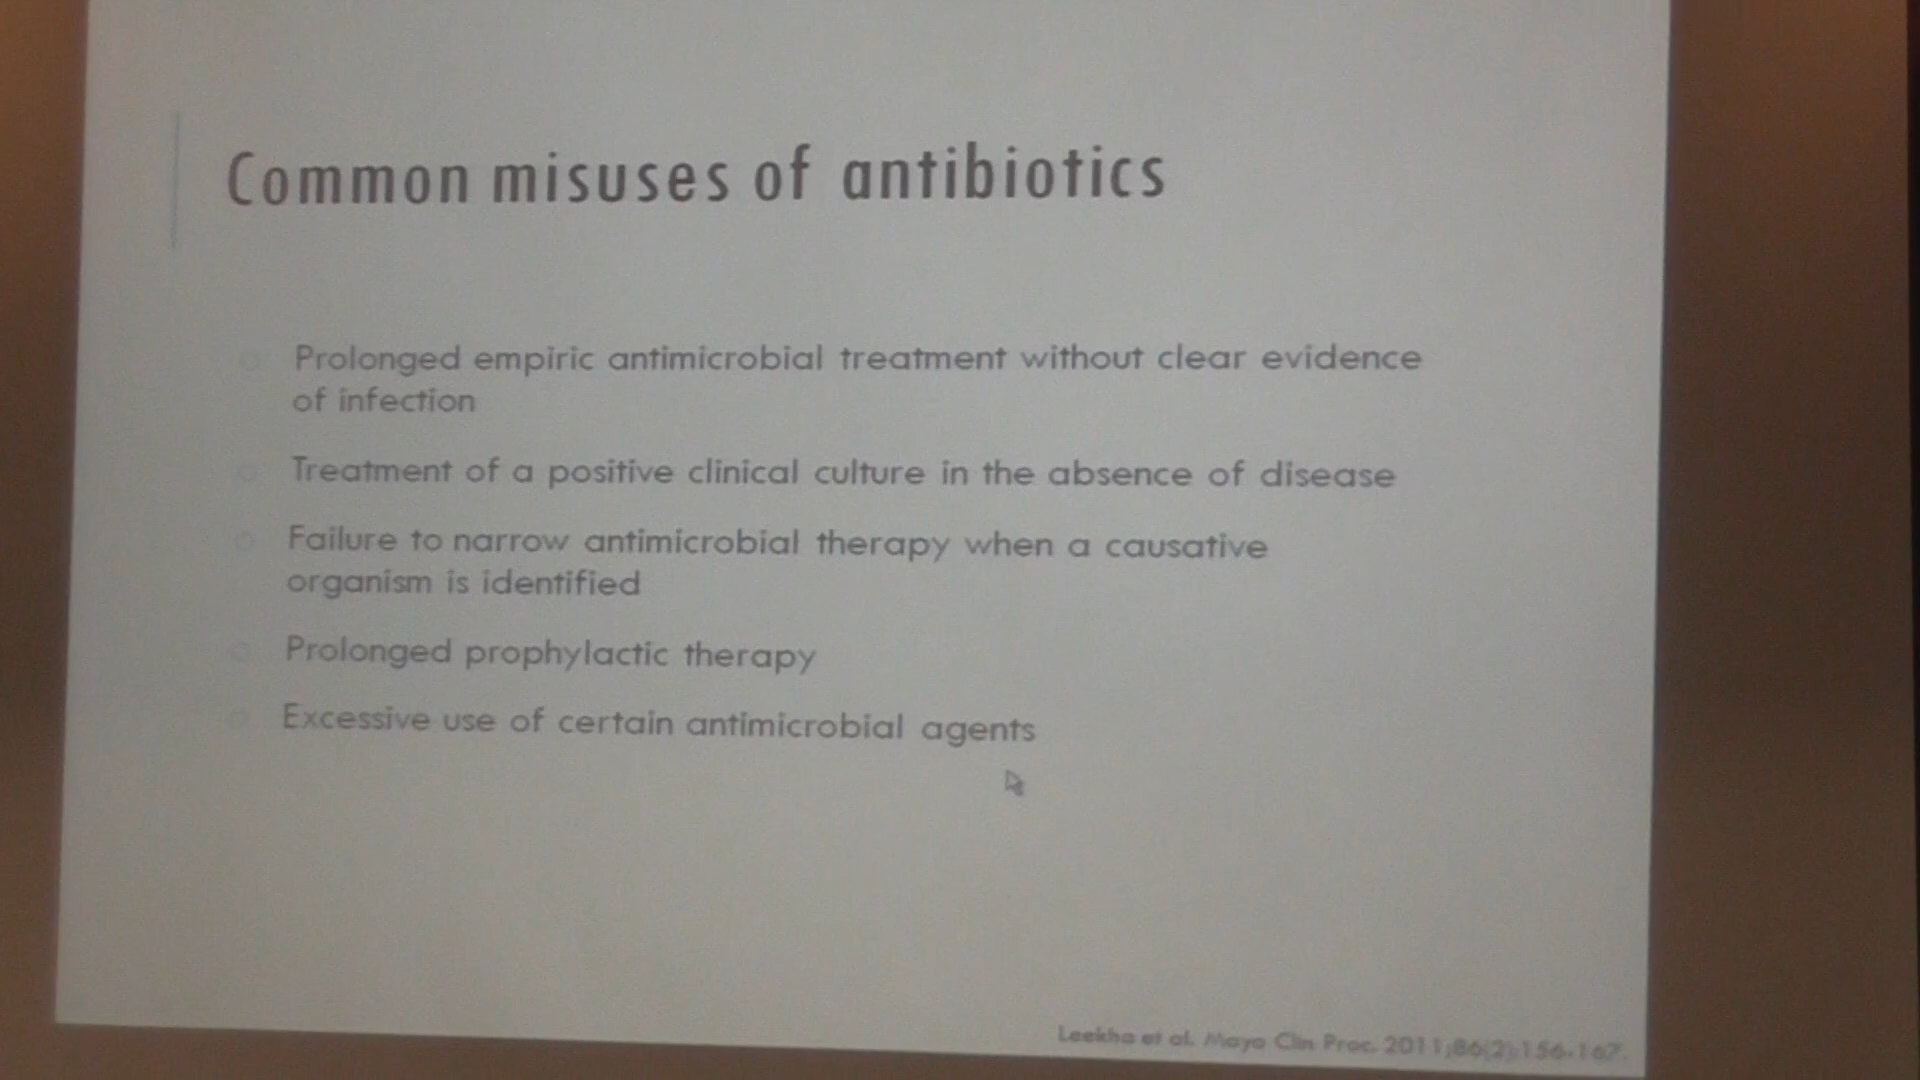 Common misuses of antibiotics
Prolonged empiric antimicrobial treatment without clear evidence
of infection
Treatment of a positive clinical culture in the absence of disease
Failure to narrow antimicrobial therapy when a causative
organism is identified
Prolonged prophylactic therapy
Excessive use of certain antimicrobial agents
Leekha et al. Mayo Clin Proc. 2011;86(2):156-167.